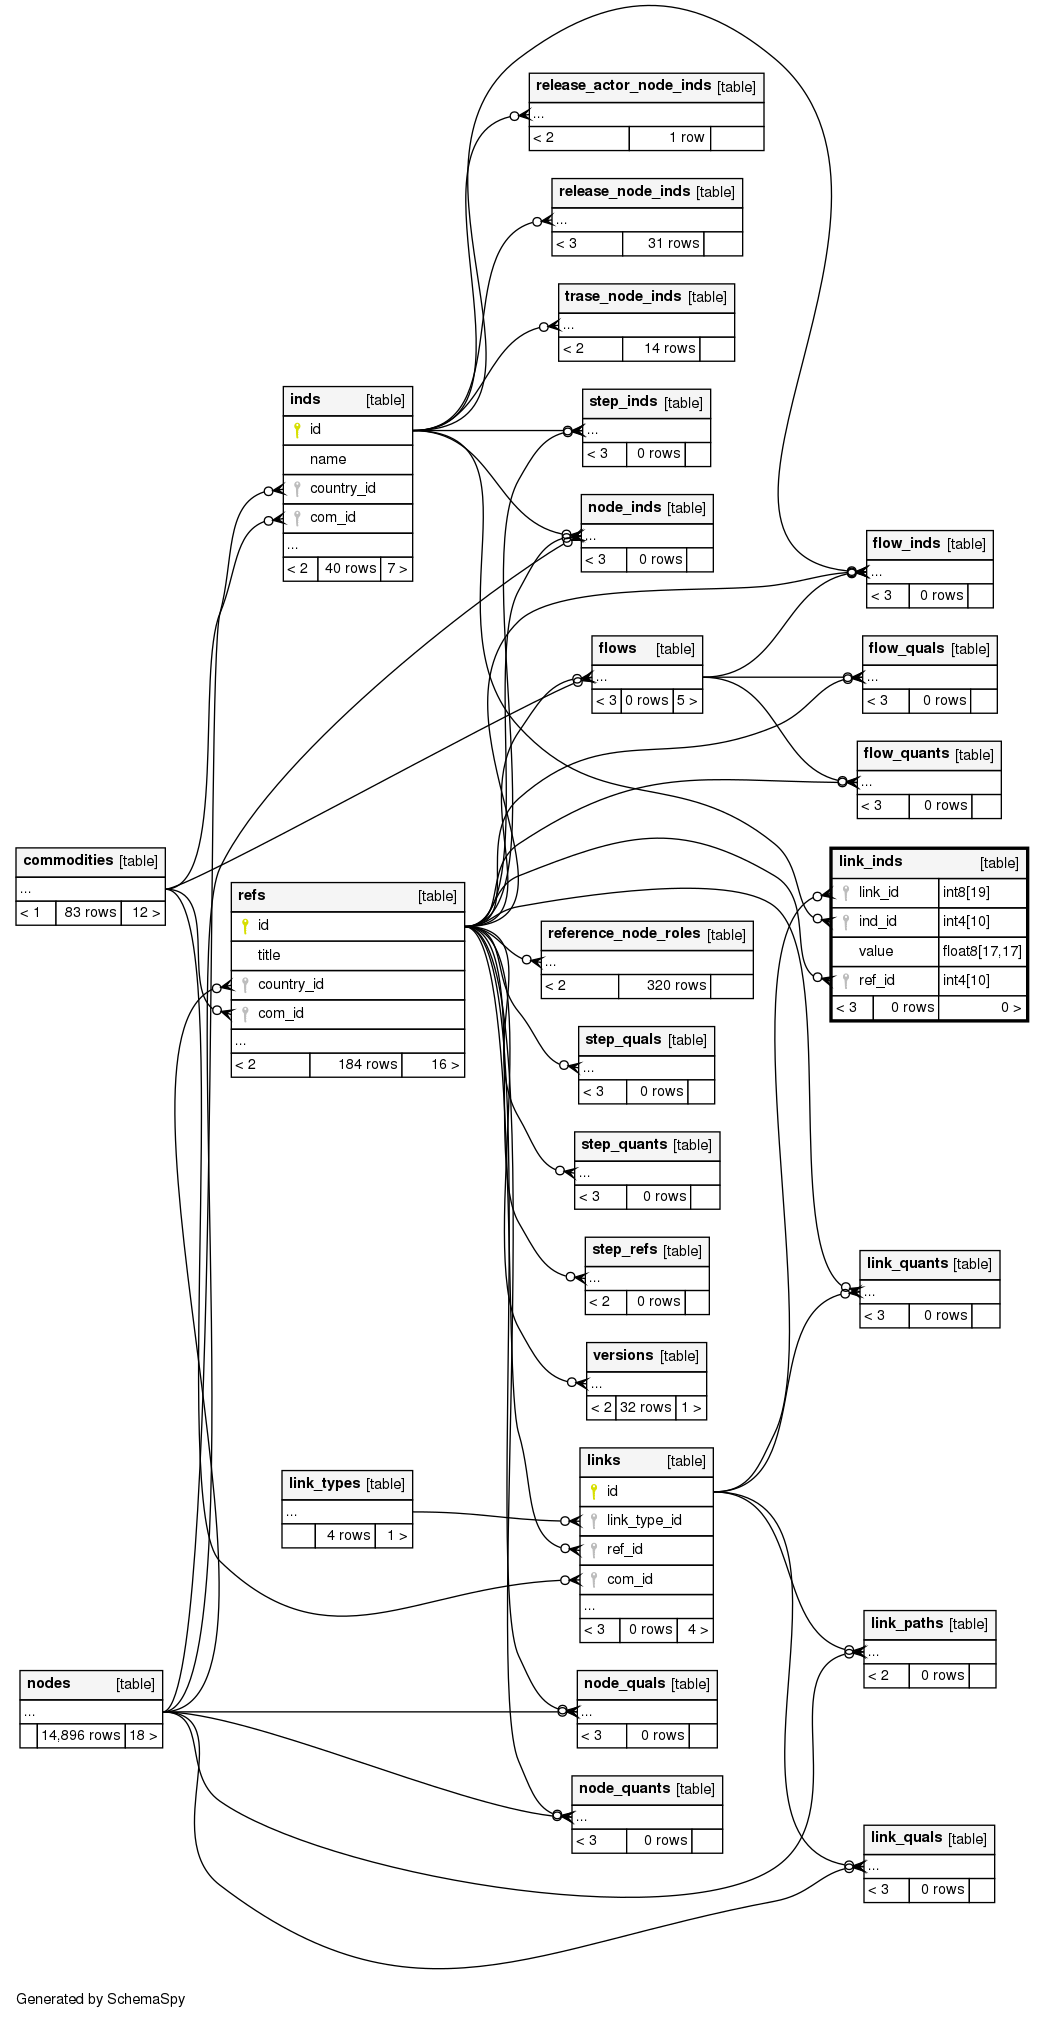 release_actor_node_inds [table]
...
< 2 1 row
release_node_inds [table]
...
< 3 31 rows
trase_node_inds [table]
...
< 2 14 rows
inds [table]
id
name
country_id
com_id
...
< 2 40 rows 7 >
step_inds [table]
...
< 3 0 rows
node_inds [table]
...
< 3 0 rows
flow_inds [table]
...
< 3 0 rows
flows [table]
...
< 3 0 rows 5 >
flow_quals [table]
...
< 3 0 rows
flow_quants [table]
...
< 3 0 rows
commodities [table]
...
< 1 83 rows 12 >
refs [table]
id
title
country_id
com_id
...
< 2 184 rows 16 >
link_inds [table]
link_id int8[19]
ind_id int4[10]
value float8[17,17]
ref_id int4[10]
< 3 0 rows 0 >
reference_node_roles [table]
...
< 2 320 rows
step_quals [table]
...
< 3 0 rows
step_quants [table]
...
< 3 0 rows
step_refs [table]
...
< 2 0 rows
link_quants [table]
...
< 3 0 rows
versions [table]
...
< 2 32 rows 1 >
link_types [table]
...
4 rows 1 >
links [table]
id
link_type_id
ref_id
com_id
...
< 3 0 rows 4 >
link_paths [table]
...
< 2 0 rows
nodes [table]
...
14,896 rows 18 >
node_quals [table]
...
< 3 0 rows
node_quants [table]
...
< 3 0 rows
link_quals [table]
...
< 3 0 rows
Generated by SchemaSpy